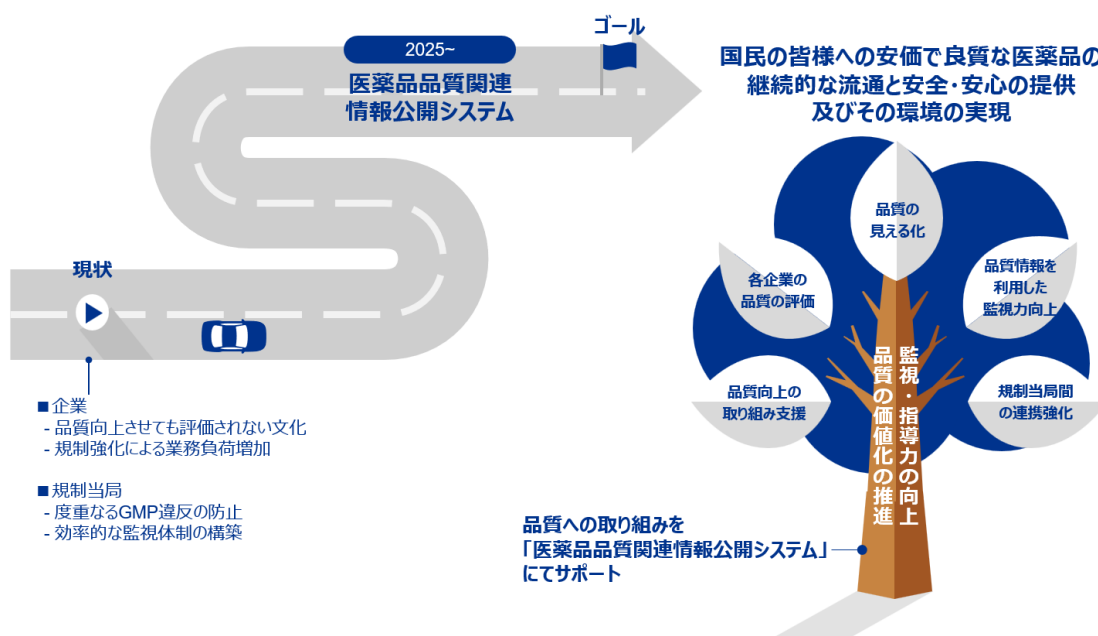 2025~
医薬品品質関連
情報公開システム
ゴール
国民の皆様への安価で良質な医薬品の
継続的な流通と安全・安心の提供
及びその環境の実現
現状
■企業
- 品質向上させても評価されない文化
- 規制強化による業務負荷増加
■規制当局
- 度重なるGMP違反の防止
- 効率的な監視体制の構築
品質の
見える化
各企業の
品質の評価
品質情報を
利用した
監視力向上
品質向上の
取り組み支援
規制当局間
の連携強化
品質の価値化の推進
監視・指導力の向上
品質への取り組みを
「医薬品品質関連情報公開システム」
にてサポート